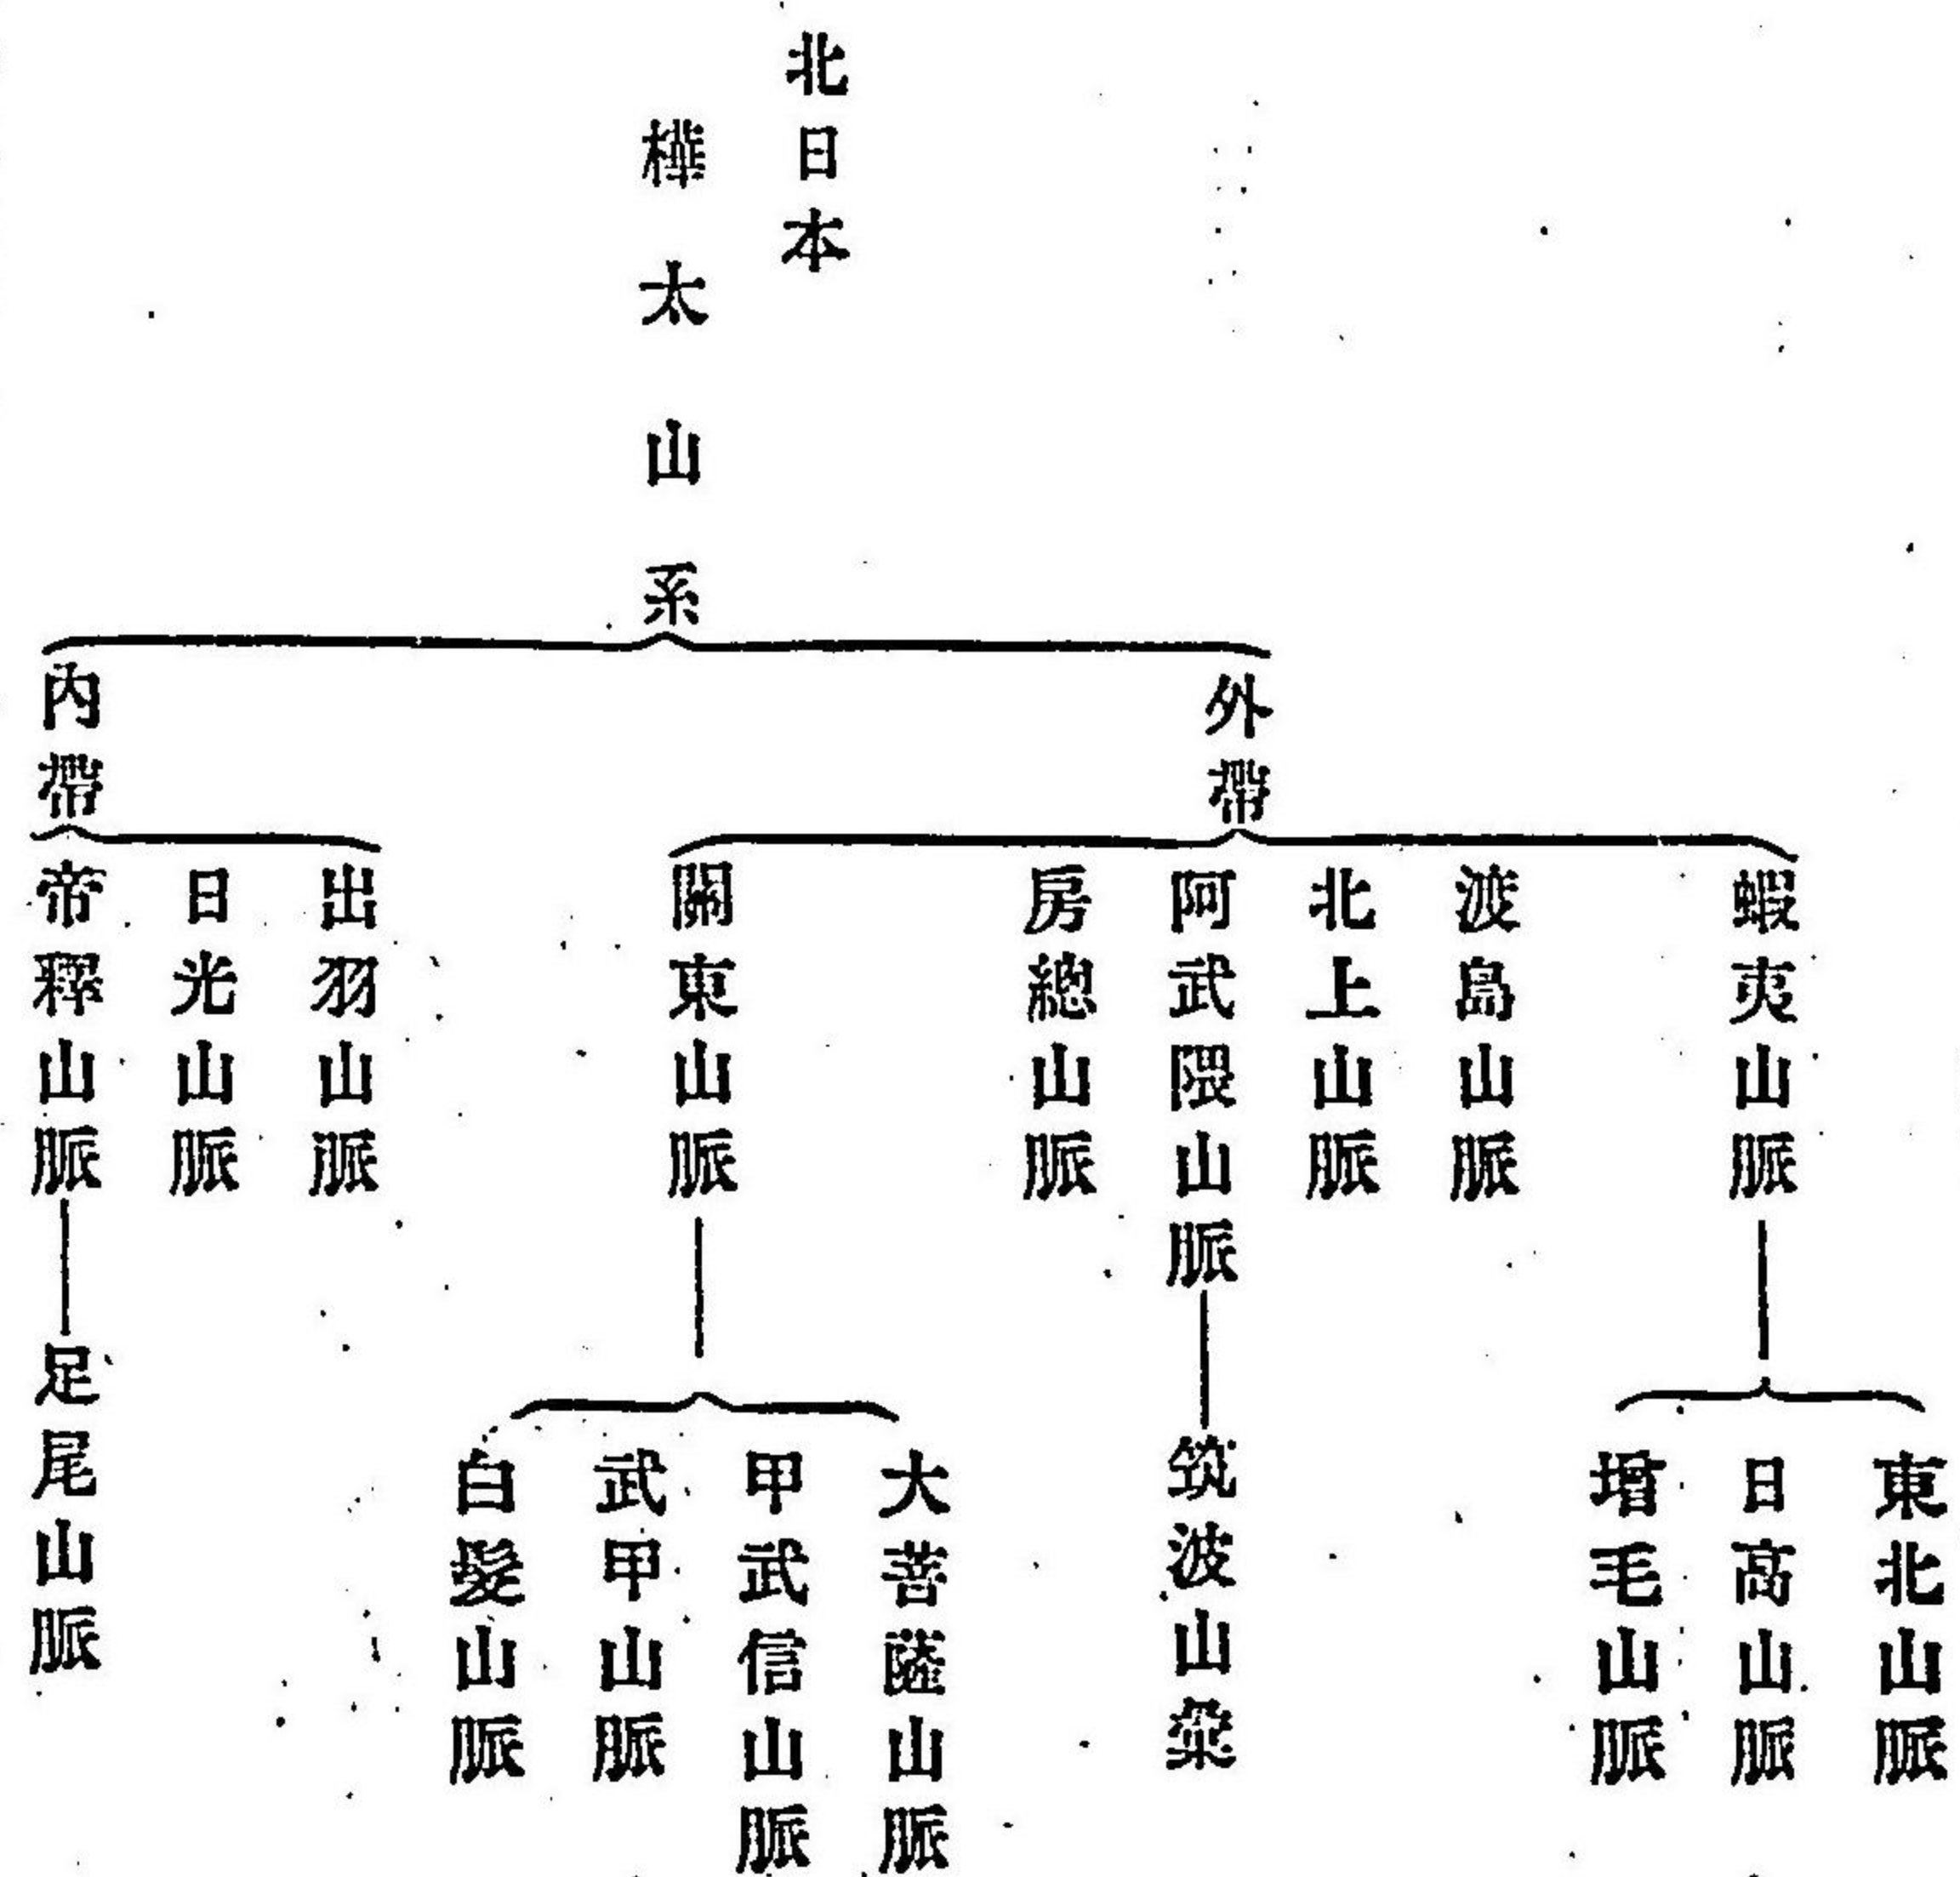 北日本
樺太山系
外帶
蝦夷山脈
東北山脈
日高山脈
增毛山脈
渡島山脈
北上山脈
阿武隈山脈
筑波山彙
房總山脈
關東山脈
大菩薩山脈
甲武信山脈
武甲山脈
白髮山脈
內帶
出羽山脈
日光山脈
帝釋山脈
足尾山脈